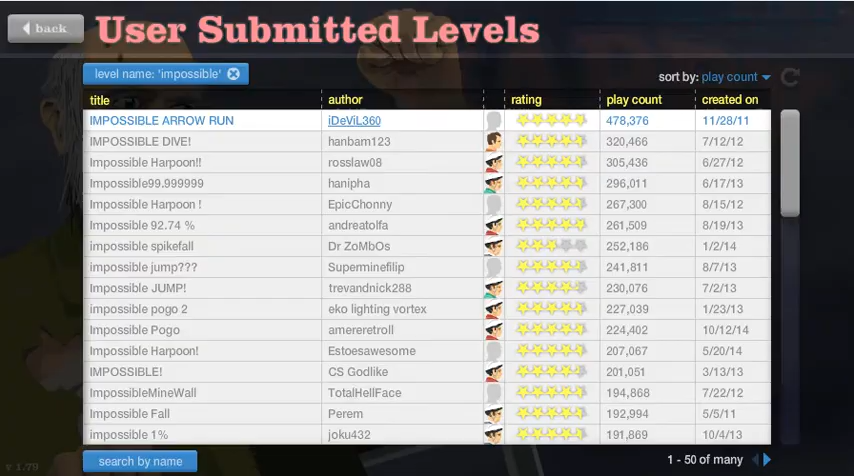 back
User Submitted Levels
level name: 'impossible'
sort by: play count
title author rating play count created on
IMPOSSIBLE ARROW RUN iDeViL360 478,376 11/28/11
IMPOSSIBLE DIVE! hanbam123 320,466 7/12/12
Impossible Harpoon!! rosslaw08 305,436 6/27/12
Impossible99.999999 hanipha 296,011 6/17/13
Impossible Harpoon ! EpicChonny 267,300 8/15/12
Impossible 92.74 % andreatolfa 261,509 8/19/13
impossible spikefall Dr ZoMbOs 252,186 1/2/14
impossible jump??? Superminefilip 241,811 8/7/13
Impossible JUMP! trevandnick288 230,076 7/2/13
impossible pogo 2 eko lighting vortex 227,039 1/23/13
Impossible Pogo amereretroll 224,402 10/12/14
Impossible Harpoon! Estoesawesome 207,067 5/20/14
IMPOSSIBLE! CS Godlike 201,051 3/13/13
ImpossibleMineWall TotalHellFace 194,868 7/22/12
Impossible Fall Perem 192,994 5/5/11
impossible 1% joku432 191,869 10/4/13
search by name
1 - 50 of many
v 1.79